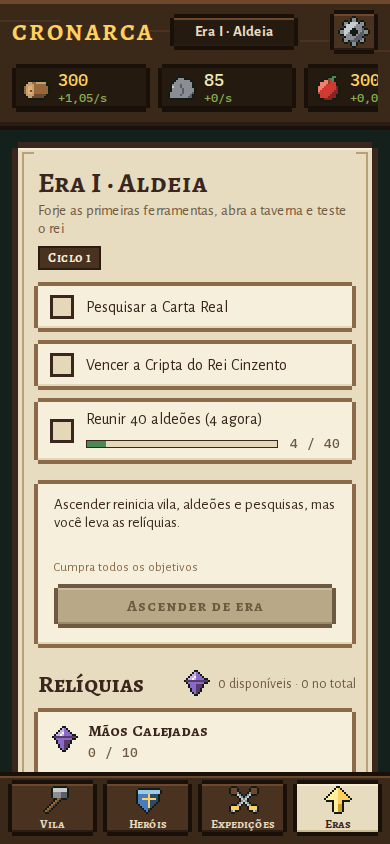 CRONARCA
Era I · Aldeia
300
+1,05/s
85
+0/s
300
+0,0
Era I · Aldeia
Forje as primeiras ferramentas, abra a taverna e teste
o rei
Ciclo 1
Pesquisar a Carta Real
Vencer a Cripta do Rei Cinzento
Reunir 40 aldeões (4 agora)
4 / 40
Ascender reinicia vila, aldeões e pesquisas, mas
você leva as relíquias.
Cumpra todos os objetivos
Ascender de era
Relíquias
0 disponíveis · 0 no total
Mãos Calejadas
0 / 10
Vila
Heróis
Expedições
Eras